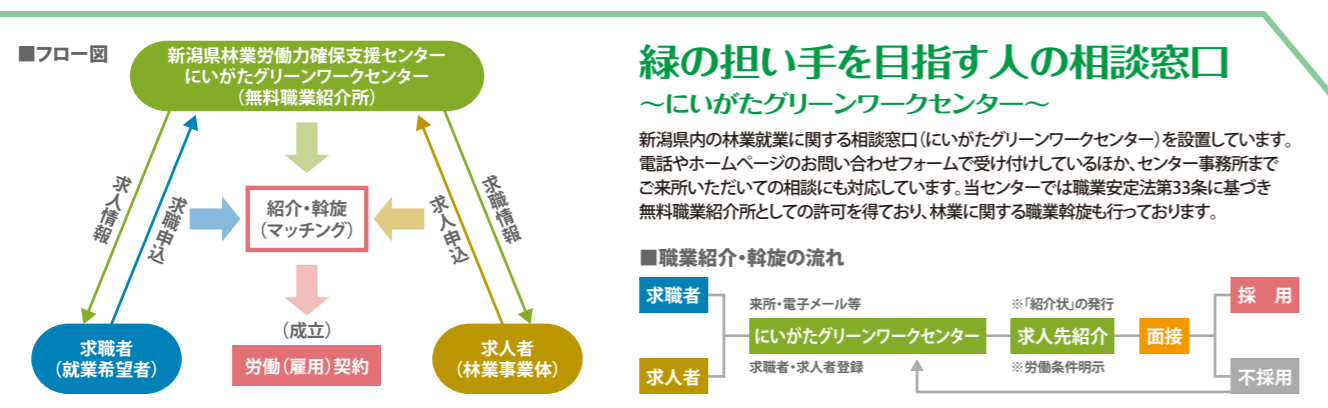 ■フロー図
新潟県林業労働力確保支援センター
にいがたグリーンワークセンター
(無料職業紹介所)
求人情報
求職申込
求人申込
求職情報
紹介・斡旋
(マッチング)
(成立)
労働(雇用)契約
求職者
(就業希望者)
求人者
(林業事業体)
緑の担い手を目指す人の相談窓口
～にいがたグリーンワークセンター～
新潟県内の林業就業に関する相談窓口(にいがたグリーンワークセンター)を設置しています。
電話やホームページのお問い合わせフォームで受け付けしているほか、センター事務所まで
ご来所いただいての相談にも対応しています。当センターでは職業安定法第33条に基づき
無料職業紹介所としての許可を得ており、林業に関する職業斡旋も行っております。
■職業紹介・斡旋の流れ
求職者
求人者
来所・電子メール等
にいがたグリーンワークセンター
求職者・求人者登録
※「紹介状」の発行
求人先紹介
※労働条件明示
面接
採　用
不採用